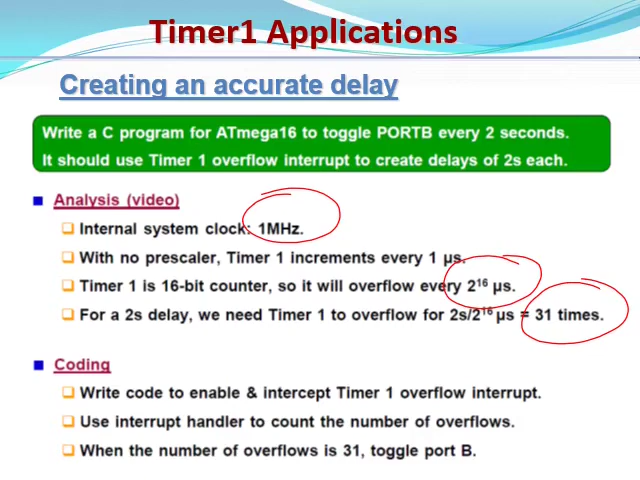 Timer1 Applications
Creating an accurate delay
Write a C program for ATmega16 to toggle PORTB every 2 seconds.
It should use Timer 1 overflow interrupt to create delays of 2s each.
Analysis (video)
Internal system clock: 1MHz.
With no prescaler, Timer 1 increments every 1 µs.
Timer 1 is 16-bit counter, so it will overflow every 2¹⁶ µs.
For a 2s delay, we need Timer 1 to overflow for 2s/2¹⁶ µs = 31 times.
Coding
Write code to enable & intercept Timer 1 overflow interrupt.
Use interrupt handler to count the number of overflows.
When the number of overflows is 31, toggle port B.